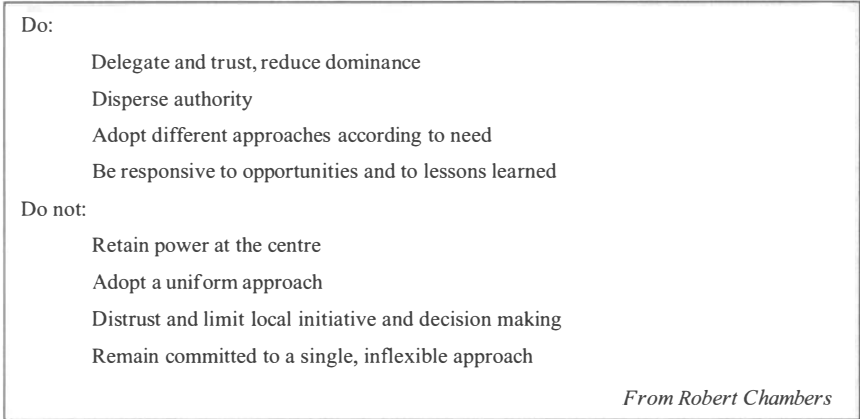 Do:
Delegate and trust, reduce dominance
Disperse authority
Adopt different approaches according to need
Be responsive to opportunities and to lessons learned
Do not:
Retain power at the centre
Adopt a uniform approach
Distrust and limit local initiative and decision making
Remain committed to a single, inflexible approach
From Robert Chambers